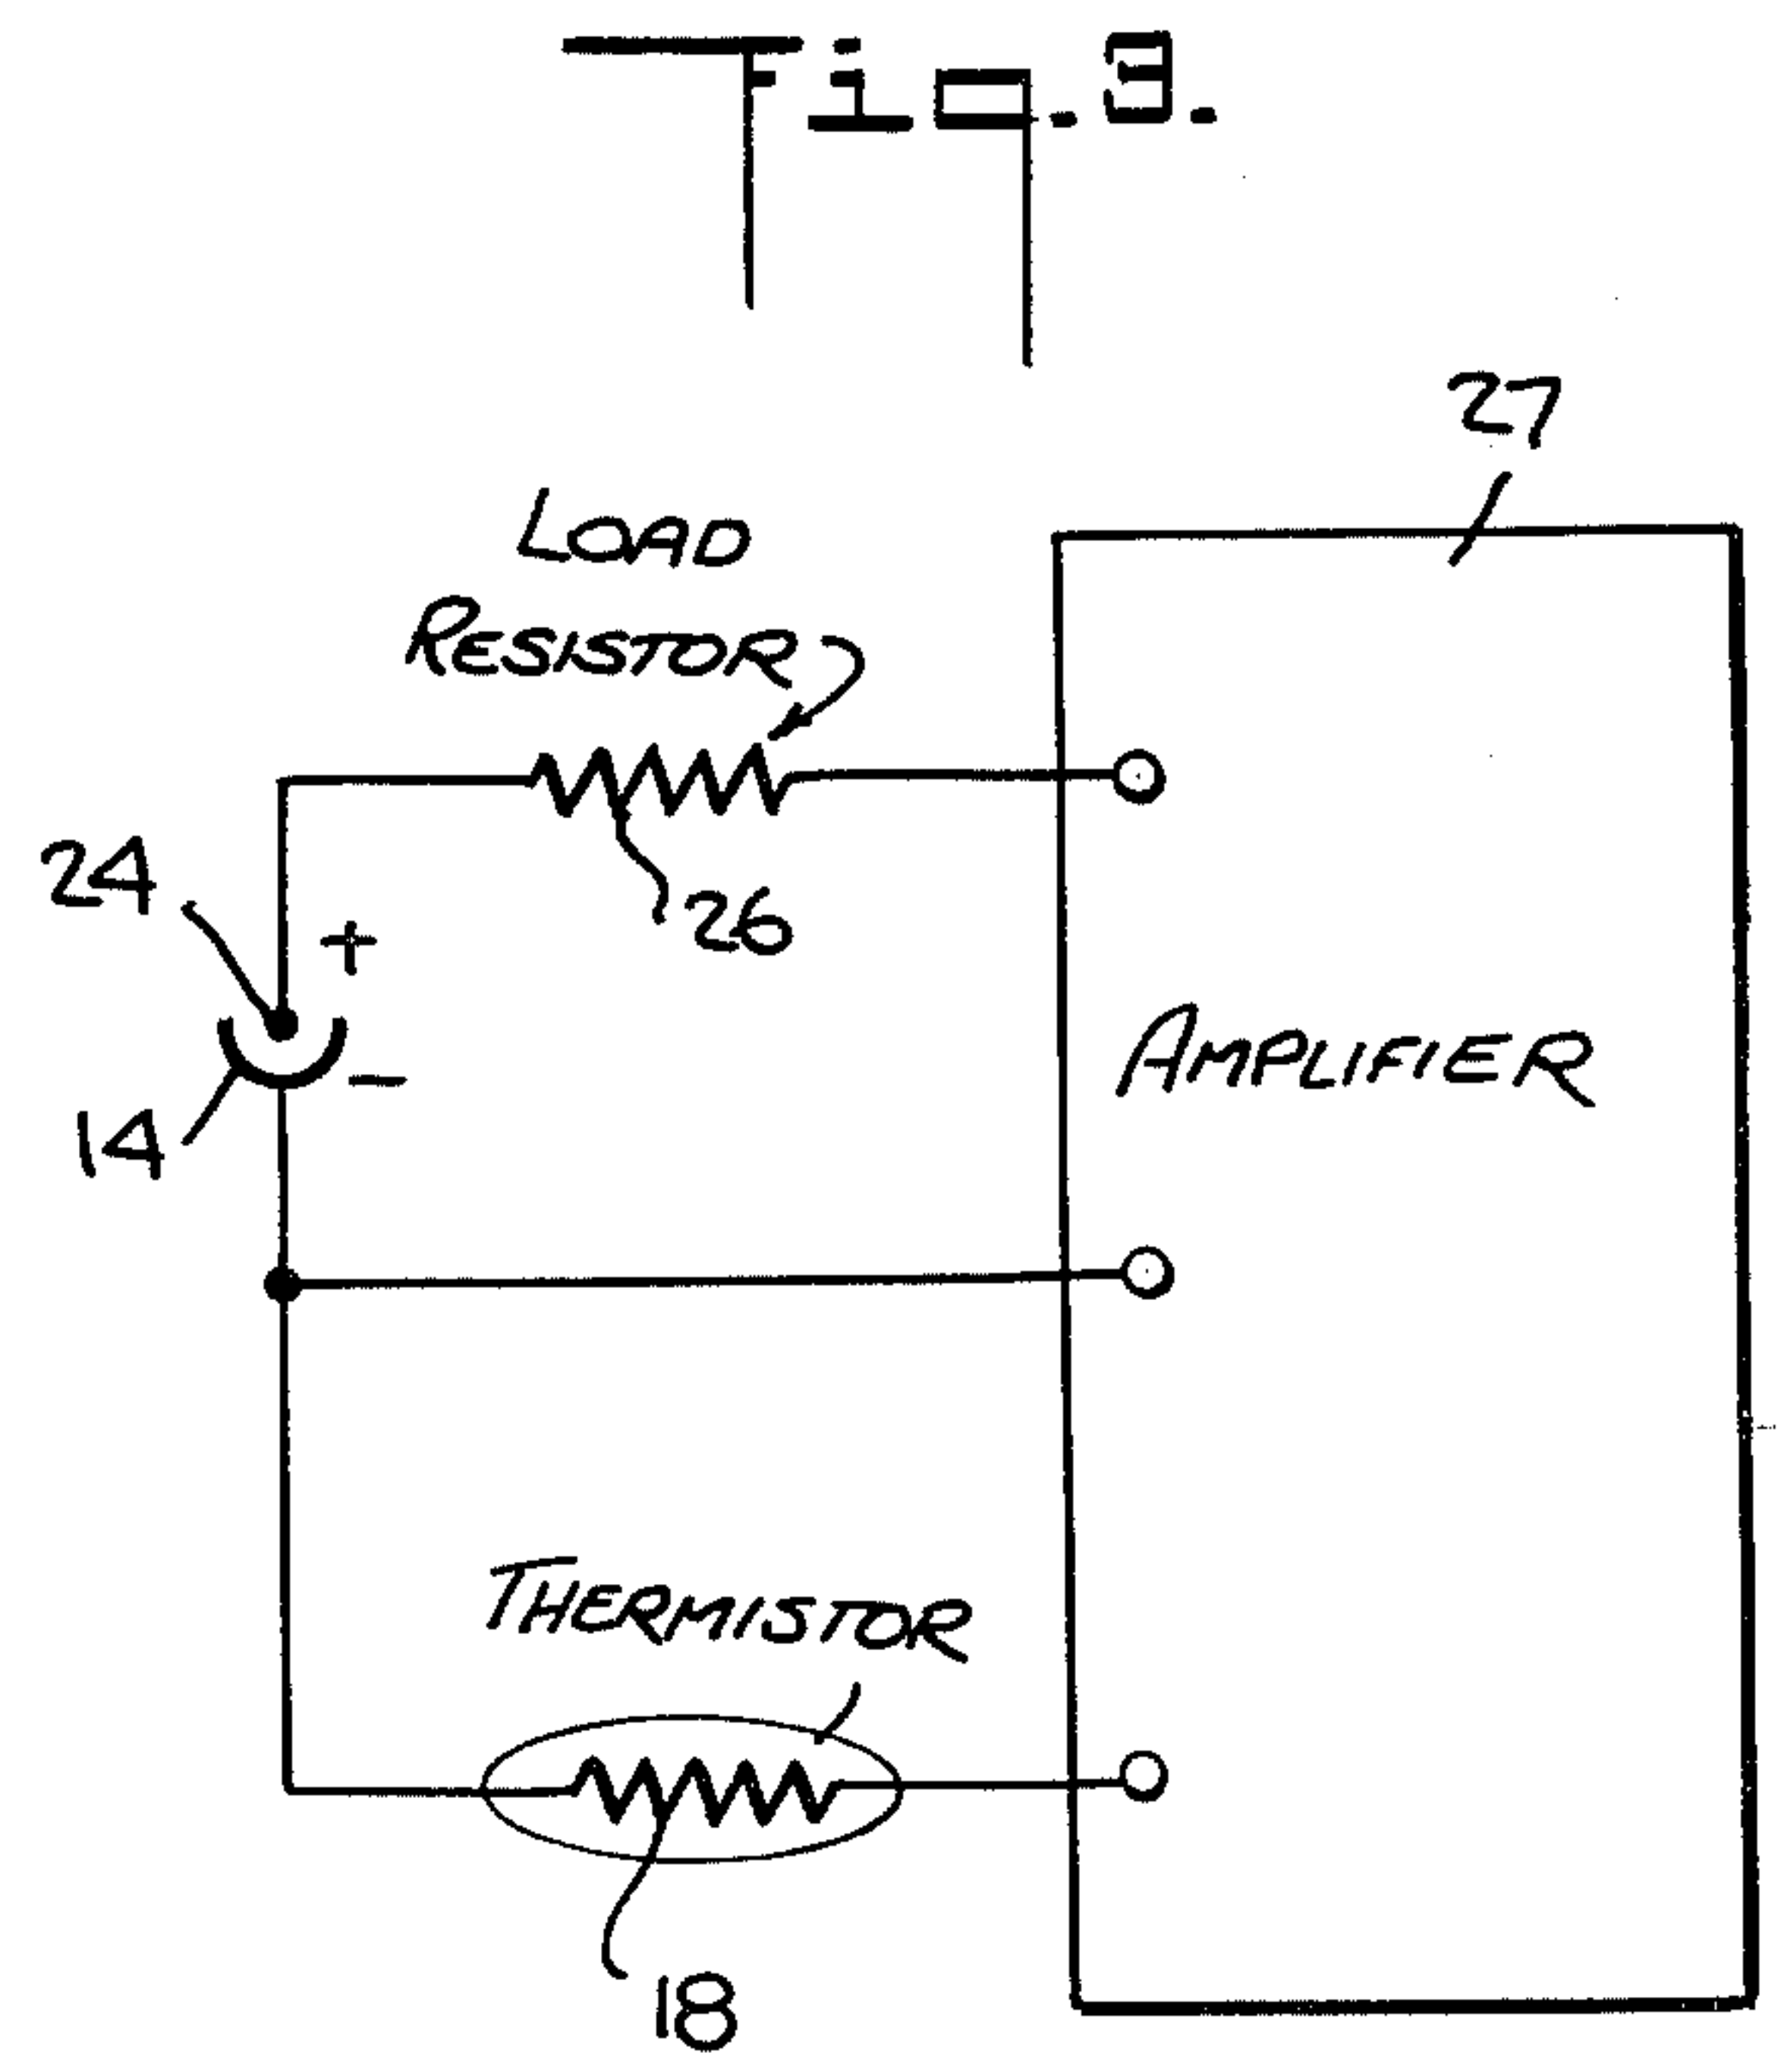 Fig.3.
27
LOAD
RESISTOR
24
+
26
AMPLIFIER
-
14
THERMISTOR
18